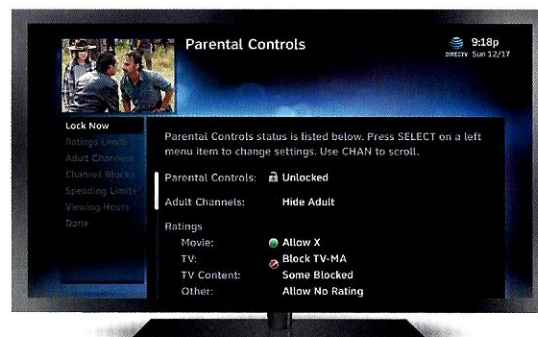 Parental Controls
9:18p
DIRECTV Sun 12/17
Lock Now
Ratings Limits
Adult Channels
Channel Blocks
Spending Limits
Viewing Hours
Done
Parental Controls status is listed below. Press SELECT on a left
menu item to change settings. Use CHAN to scroll.
Parental Controls: Unlocked
Adult Channels: Hide Adult
Ratings
Movie: Allow X
TV: Block TV-MA
TV Content: Some Blocked
Other: Allow No Rating